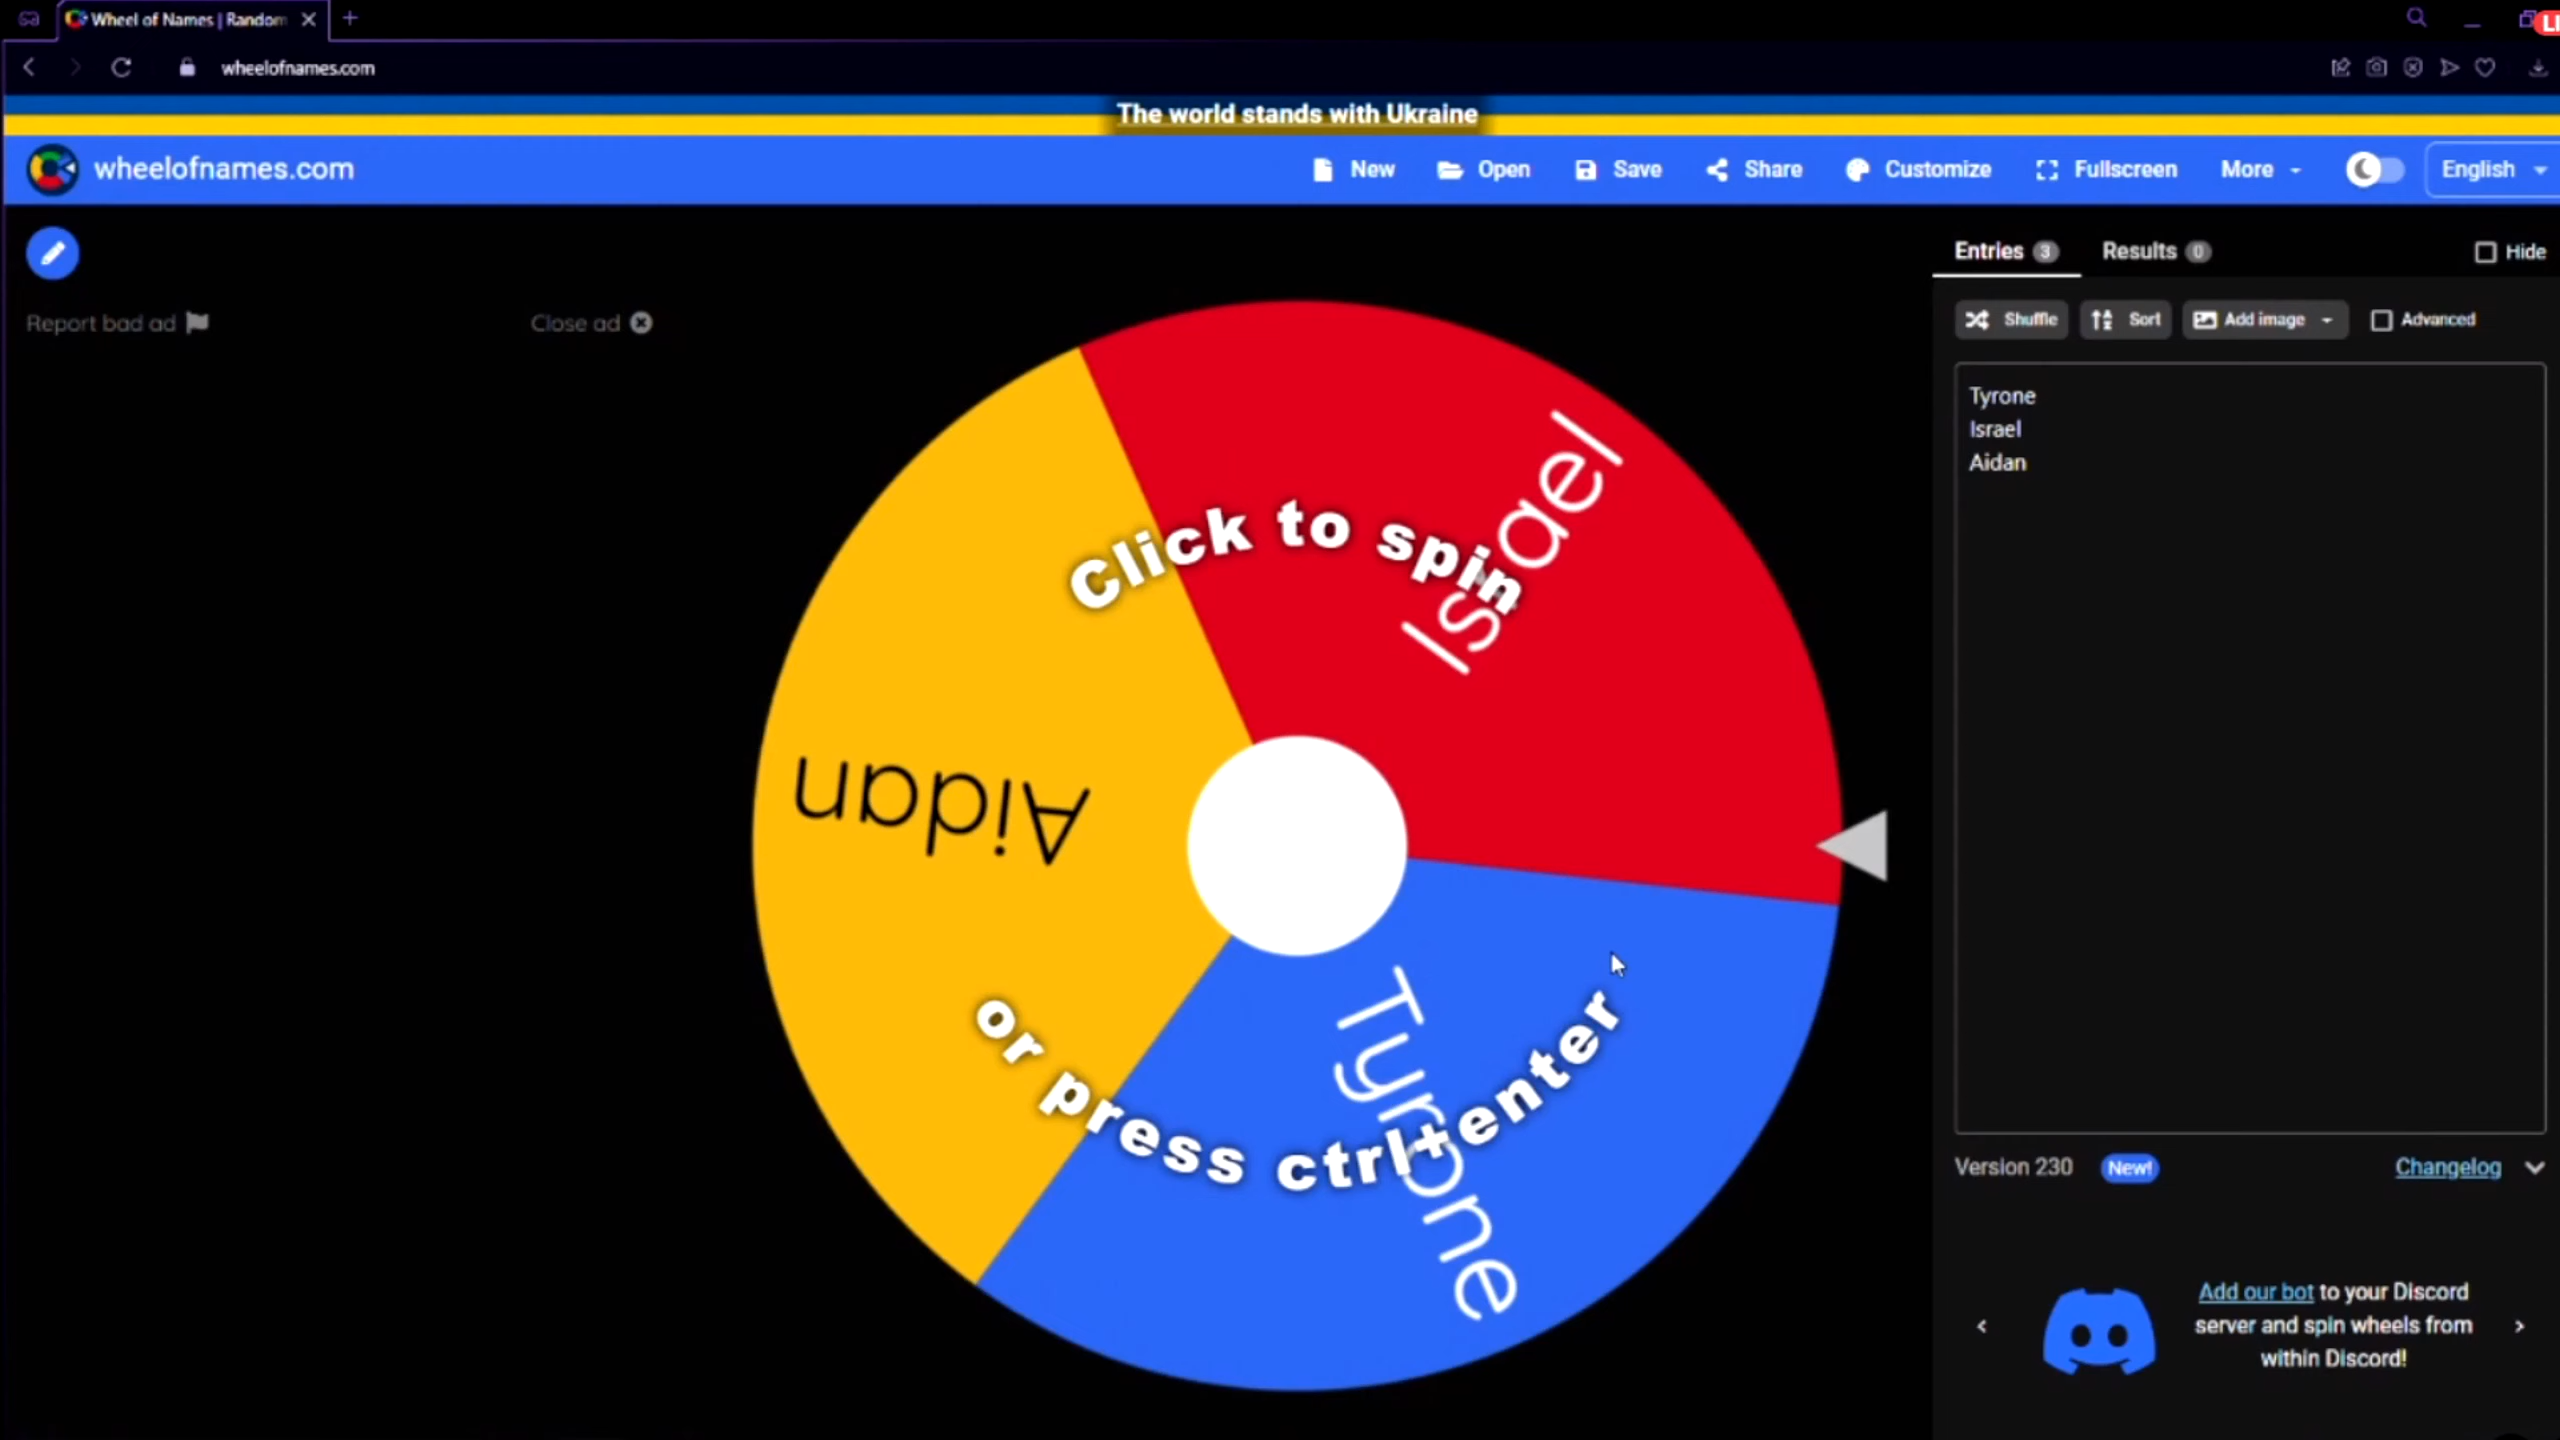 Wheel of Names | Random
wheelofnames.com
The world stands with Ukraine
wheelofnames.com
New
Open
Save
Share
Customize
Fullscreen
More
English
Entries 3
Results 0
Hide
Report bad ad
Close ad
Shuffle
Sort
Add image
Advanced
Tyrone
Israel
Aidan
Click to spin
Israel
Aidan
Tyrone
or press ctrl+enter
Version 230
New!
Changelog
Add our bot to your Discord
server and spin wheels from
within Discord!